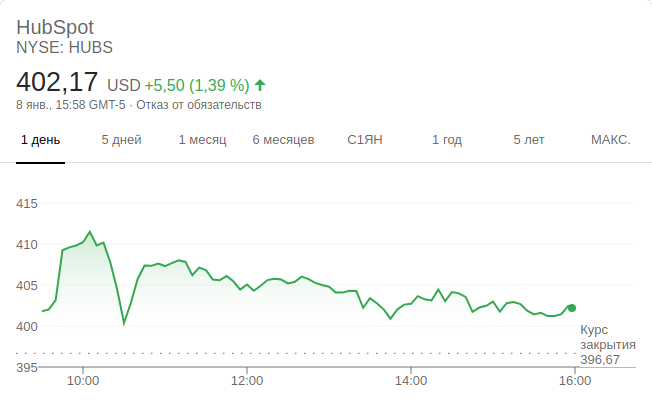 HubSpot
NYSE: HUBS
402,17 USD +5,50 (1,39 %)
8 янв., 15:58 GMT-5 · Отказ от обязательств
1 день 5 дней 1 месяц 6 месяцев С1ЯН 1 год 5 лет МАКС.
415
410
405
400
Курс
закрытия
396,67
395
10:00 12:00 14:00 16:00